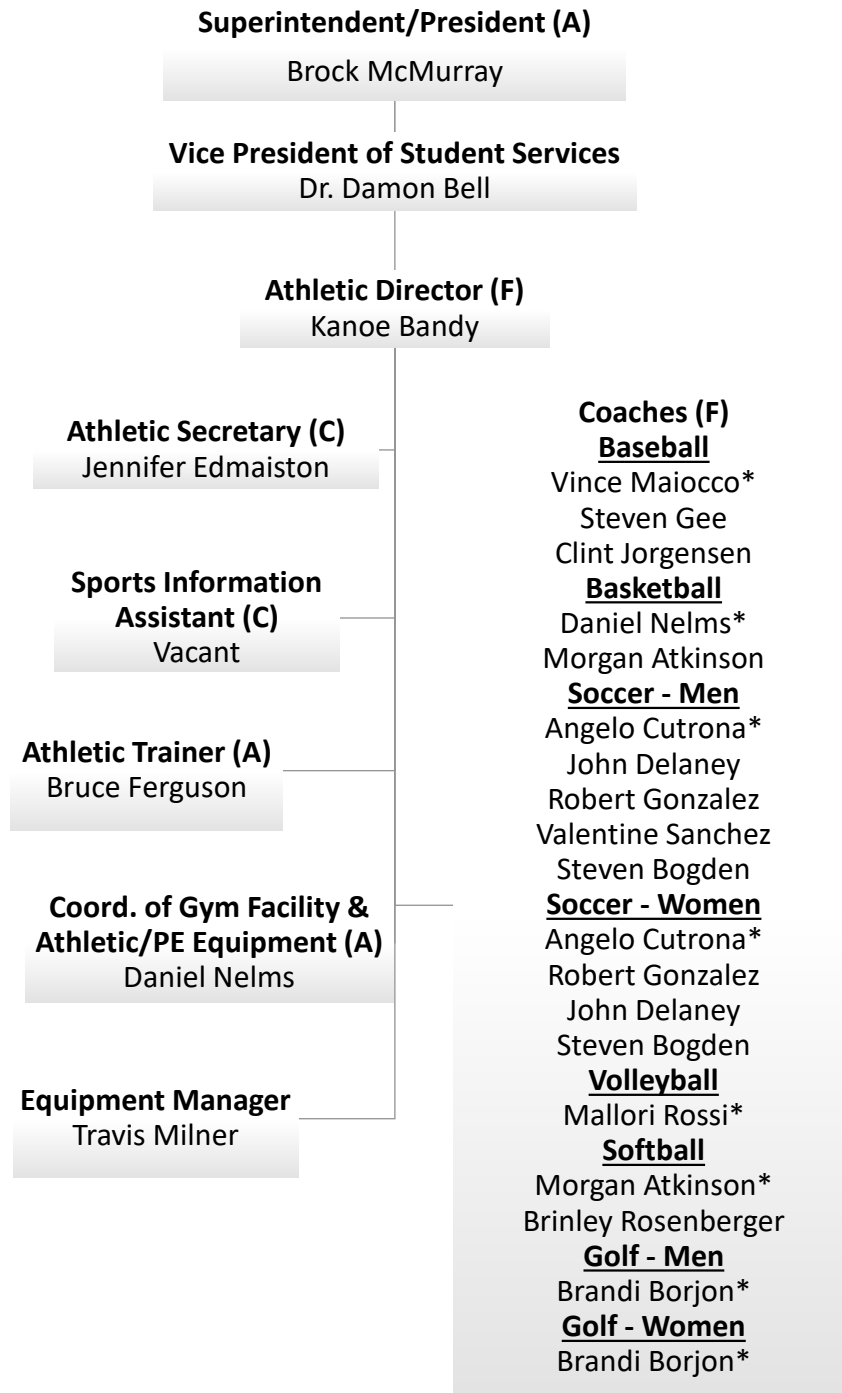 Superintendent/President (A)
Brock McMurray
Vice President of Student Services
Dr. Damon Bell
Athletic Director (F)
Kanoe Bandy
Athletic Secretary (C)
Jennifer Edmaiston
Sports Information
Assistant (C)
Vacant
Athletic Trainer (A)
Bruce Ferguson
Coord. of Gym Facility &
Athletic/PE Equipment (A)
Daniel Nelms
Equipment Manager
Travis Milner
Coaches (F)
Baseball
Vince Maiocco*
Steven Gee
Clint Jorgensen
Basketball
Daniel Nelms*
Morgan Atkinson
Soccer - Men
Angelo Cutrona*
John Delaney
Robert Gonzalez
Valentine Sanchez
Steven Bogden
Soccer - Women
Angelo Cutrona*
Robert Gonzalez
John Delaney
Steven Bogden
Volleyball
Mallori Rossi*
Softball
Morgan Atkinson*
Brinley Rosenberger
Golf - Men
Brandi Borjon*
Golf - Women
Brandi Borjon*